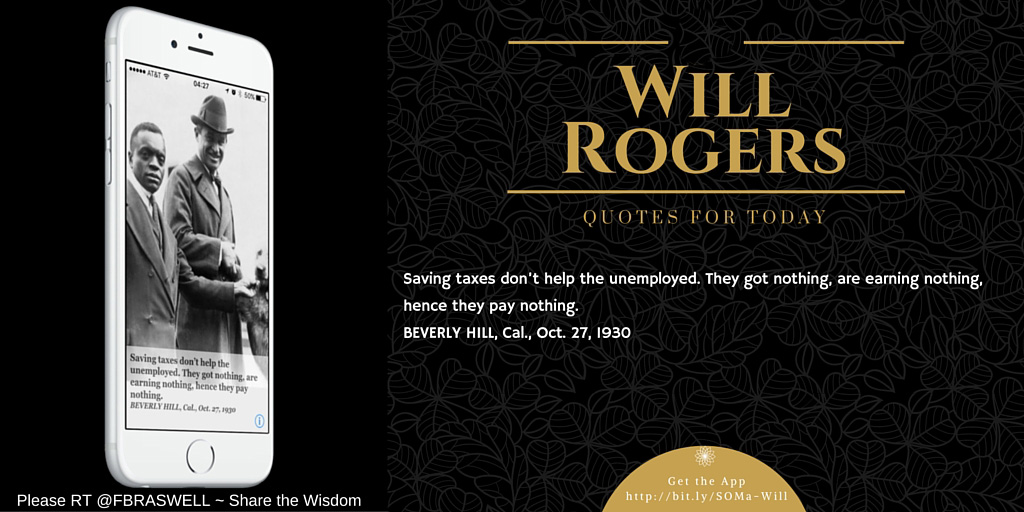 AT&T
04:27
50%
Saving taxes don't help the
unemployed. They got nothing, are
earning nothing, hence they pay
nothing.
BEVERLY HILL, Cal., Oct. 27, 1930
Please RT @FBRASWELL ~ Share the Wisdom
WILL
ROGERS
QUOTES FOR TODAY
Saving taxes don't help the unemployed. They got nothing, are earning nothing,
hence they pay nothing.
BEVERLY HILL, Cal., Oct. 27, 1930
Get the App
http://bit.ly/SOMa-Will